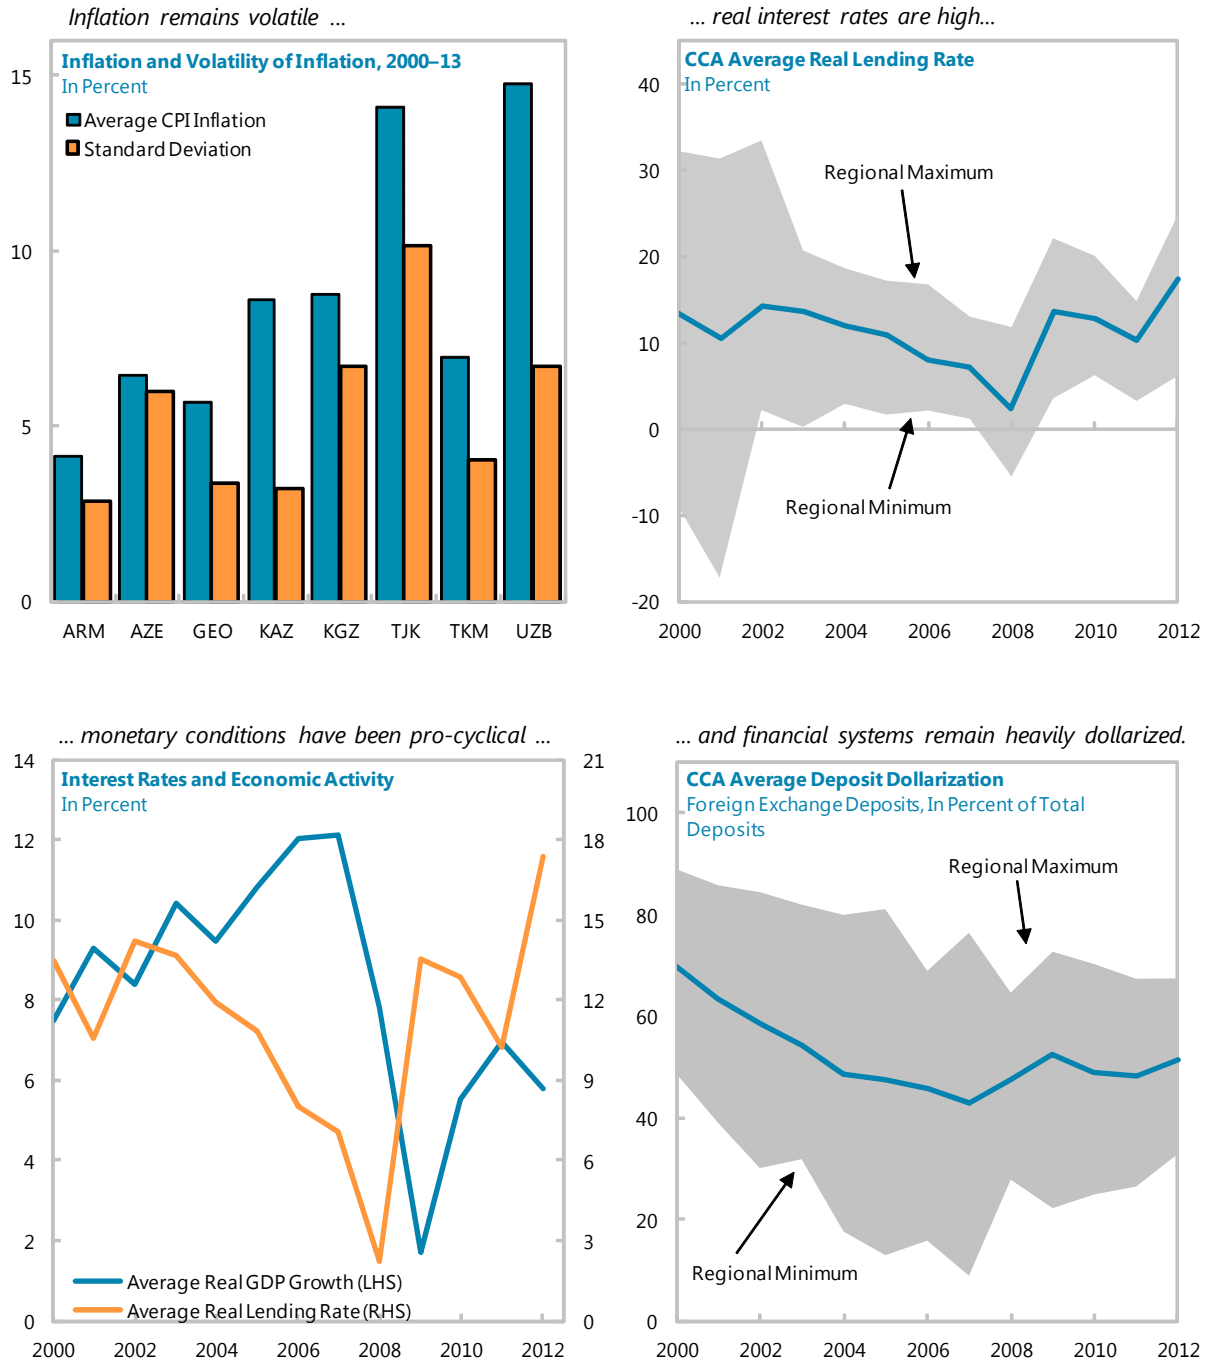 Inflation remains volatile ...
Inflation and Volatility of Inflation, 2000–13
In Percent
Average CPI Inflation
Standard Deviation
15
10
5
0
ARM AZE GEO KAZ KGZ TJK TKM UZB
... real interest rates are high...
CCA Average Real Lending Rate
In Percent
40
30
20
10
0
-10
-20
Regional Maximum
Regional Minimum
2000 2002 2004 2006 2008 2010 2012
... monetary conditions have been pro-cyclical ...
Interest Rates and Economic Activity
In Percent
14
12
10
8
6
4
2
0
21
18
15
12
9
6
3
0
Average Real GDP Growth (LHS)
Average Real Lending Rate (RHS)
2000 2002 2004 2006 2008 2010 2012
... and financial systems remain heavily dollarized.
CCA Average Deposit Dollarization
Foreign Exchange Deposits, In Percent of Total
Deposits
100
80
60
40
20
0
Regional Maximum
Regional Minimum
2000 2002 2004 2006 2008 2010 2012